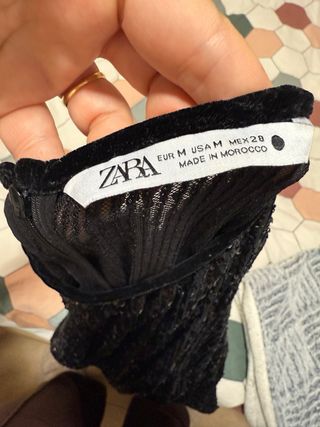 ZARA
EUR M USA M MEX 28
MADE IN MOROCCO